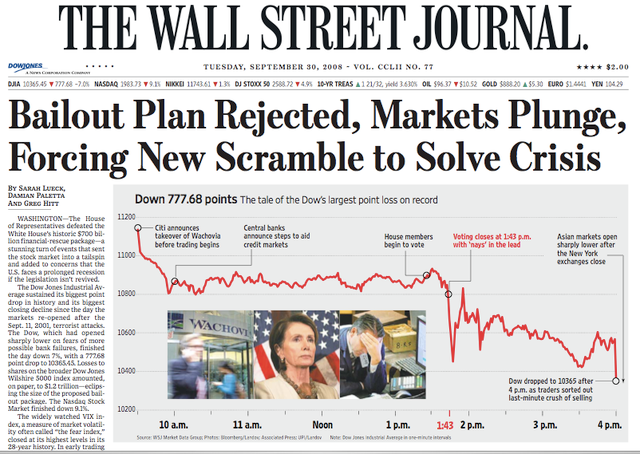 THE WALL STREET JOURNAL.
DOWJONES
A NEWS CORPORATION COMPANY
TUESDAY, SEPTEMBER 30, 2008 - VOL. CCLII NO. 77
★★★★ $2.00
DJIA 10365.45 ▼ 777.68 -7.0% NASDAQ 1983.73 ▼ 9.1% NIKKEI 11743.61 ▼ 1.3% DJ STOXX 50 2588.72 ▼ 4.9% 10-YR TREAS ▲ 1 21/32, yield 3.630% OIL $96.37 ▼ $10.52 GOLD $888.20 ▲ $5.30 EURO $1.4441 YEN 104.29
Bailout Plan Rejected, Markets Plunge,
Forcing New Scramble to Solve Crisis
BY SARAH LUECK,
DAMIAN PALETTA
AND GREG HITT
WASHINGTON—The House
of Representatives defeated the
White House's historic $700 bil-
lion financial-rescue package—a
stunning turn of events that sent
the stock market into a tailspin
and added to concerns that the
U.S. faces a prolonged recession
if the legislation isn't revived.
The Dow Jones Industrial Av-
erage sustained its biggest point
drop in history and its biggest
closing decline since the day the
markets re-opened after the
Sept. 11, 2001, terrorist attacks.
The Dow, which had opened
sharply lower on fears of more
possible bank failures, finished
the day down 7%, with a 777.68
point drop to 10365.45. Losses to
shares on the broader Dow Jones
Wilshire 5000 index amounted,
on paper, to $1.2 trillion—eclips-
ing the size of the proposed bail-
out package. The Nasdaq Stock
Market finished down 9.1%.
The widely watched VIX in-
dex, a measure of market volatil-
ity often called "the fear index,"
closed at its highest levels in its
28-year history. In early trading
Down 777.68 points The tale of the Dow's largest point loss on record
11200
11000
10800
10600
10400
10200
Citi announces
takeover of Wachovia
before trading begins
Central banks
announce steps to aid
credit markets
House members
begin to vote
Voting closes at 1:43 p.m.
with 'nays' in the lead
Asian markets open
sharply lower after
the New York
exchanges close
WACHOVI
Dow dropped to 10365 after
4 p.m. as traders sorted out
last-minute crush of selling
10 a.m.
11 a.m.
Noon
1 p.m.
1:43
2 p.m.
3 p.m.
4 p.m.
Source: WSJ Market Data Group; Photos: Bloomberg/Landov; Associated Press; UPI/Landov Note: Dow Jones Industrial Average in one-minute intervals